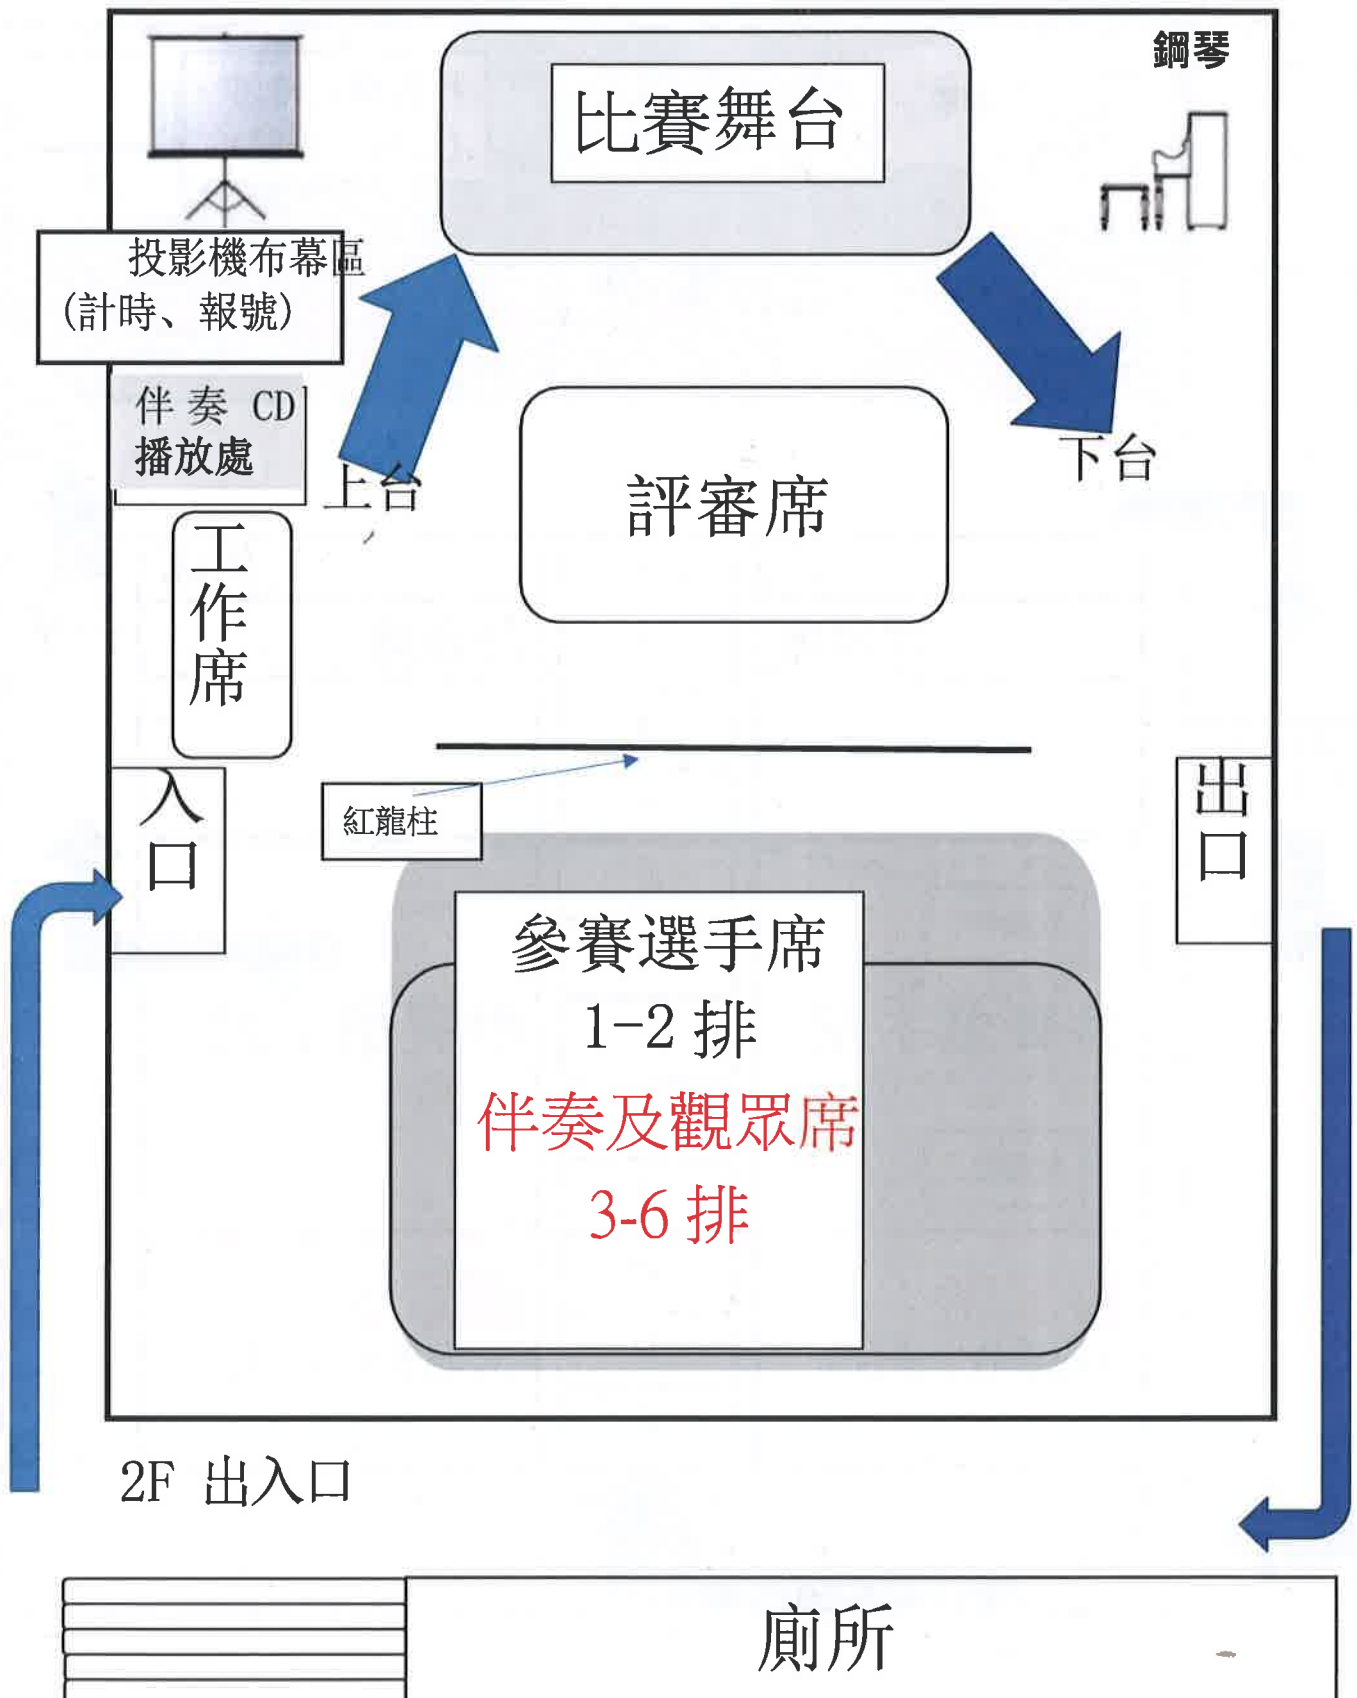 鋼琴
比賽舞台
投影機布幕區
(計時、報號)
伴奏 CD
播放處
上台
下台
評審席
工作席
紅龍柱
入口
出口
參賽選手席
1-2 排
伴奏及觀眾席
3-6 排
2F 出入口
廁所